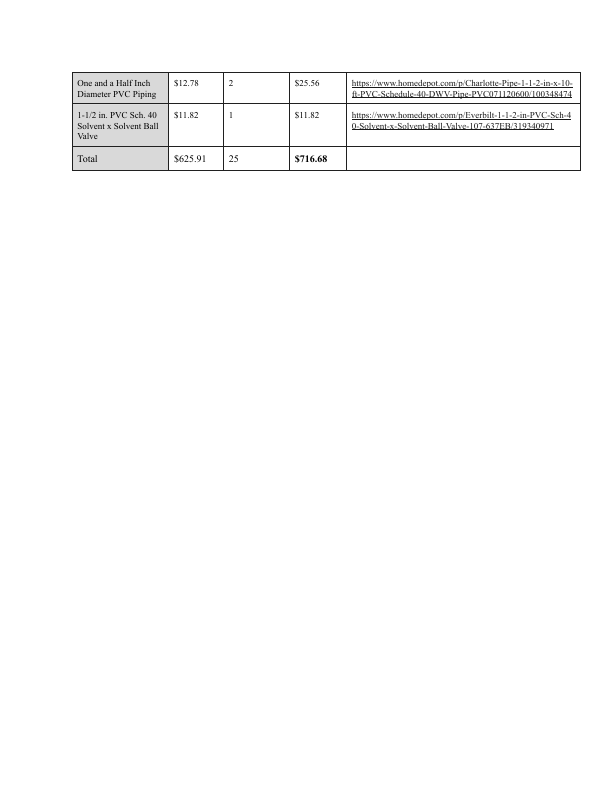 One and a Half Inch $12.78 2 $25.56 https://www.homedepot.com/p/Charlotte-Pipe-1-1-2-in-x-10-
Diameter PVC Piping ft-PVC-Schedule-40-DWV-Pipe-PVC071120600/100348474
1-1/2 in. PVC Sch. 40 $11.82 1 $11.82 https://www.homedepot.com/p/Everbilt-1-1-2-in-PVC-Sch-4
Solvent x Solvent Ball 0-Solvent-x-Solvent-Ball-Valve-107-637EB/319340971
Valve
Total $625.91 25 $716.68